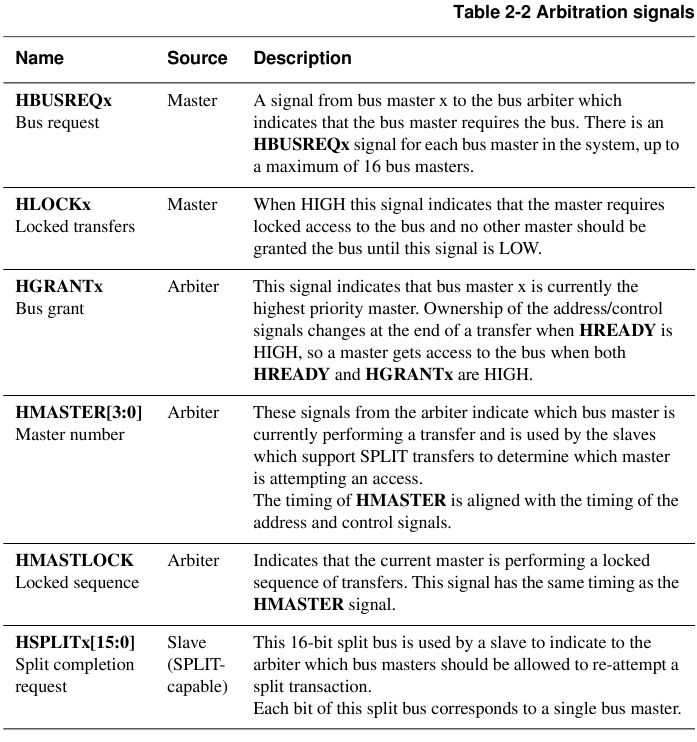 Table 2-2 Arbitration signals
Name Source Description
HBUSREQx Master A signal from bus master x to the bus arbiter which
Bus request indicates that the bus master requires the bus. There is an
HBUSREQx signal for each bus master in the system, up to
a maximum of 16 bus masters.
HLOCKx Master When HIGH this signal indicates that the master requires
Locked transfers locked access to the bus and no other master should be
granted the bus until this signal is LOW.
HGRANTx Arbiter This signal indicates that bus master x is currently the
Bus grant highest priority master. Ownership of the address/control
signals changes at the end of a transfer when HREADY is
HIGH, so a master gets access to the bus when both
HREADY and HGRANTx are HIGH.
HMASTER[3:0] Arbiter These signals from the arbiter indicate which bus master is
Master number currently performing a transfer and is used by the slaves
which support SPLIT transfers to determine which master
is attempting an access.
The timing of HMASTER is aligned with the timing of the
address and control signals.
HMASTLOCK Arbiter Indicates that the current master is performing a locked
Locked sequence sequence of transfers. This signal has the same timing as the
HMASTER signal.
HSPLITx[15:0] Slave This 16-bit split bus is used by a slave to indicate to the
Split completion (SPLIT- arbiter which bus masters should be allowed to re-attempt a
request capable) split transaction.
Each bit of this split bus corresponds to a single bus master.